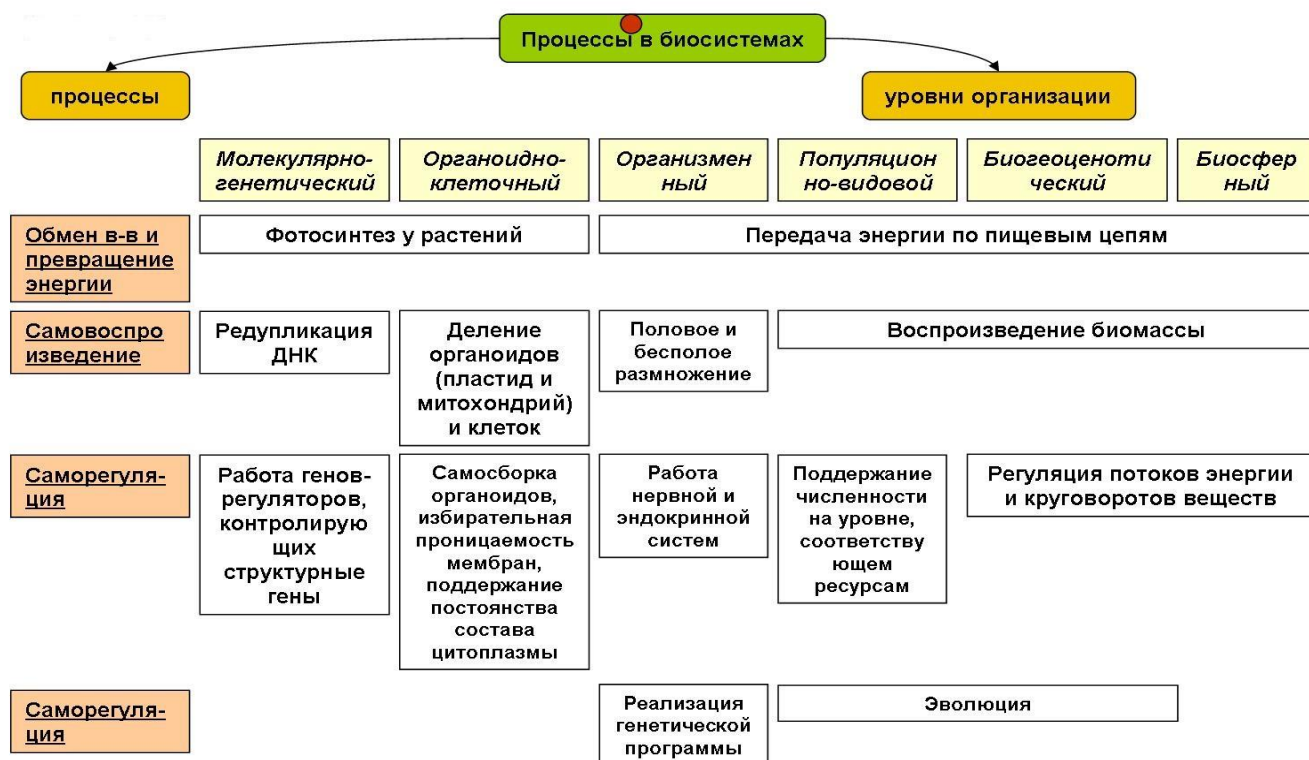 Процессы в биосистемах
процессы
уровни организации
Молекулярно-
генетический
Органоидно-
клеточный
Организмен
ный
Популяцион
но-видовой
Биогеоценоти
ческий
Биосфер
ный
Обмен в-в и
превращение
энергии
Фотосинтез у растений
Передача энергии по пищевым цепям
Самовоспро
изведение
Редупликация
ДНК
Деление
органоидов
(пластид и
митохондрий)
и клеток
Половое и
бесполое
размножение
Воспроизведение биомассы
Саморегуля-
ция
Работа генов-
регуляторов,
контролирую
щих
структурные
гены
Самосборка
органоидов,
избирательная
проницаемость
мембран,
поддержание
постоянства
состава
цитоплазмы
Работа
нервной и
эндокринной
систем
Поддержание
численности
на уровне,
соответству
ющем
ресурсам
Регуляция потоков энергии
и круговоротов веществ
Саморегуля-
ция
Реализация
генетической
программы
Эволюция